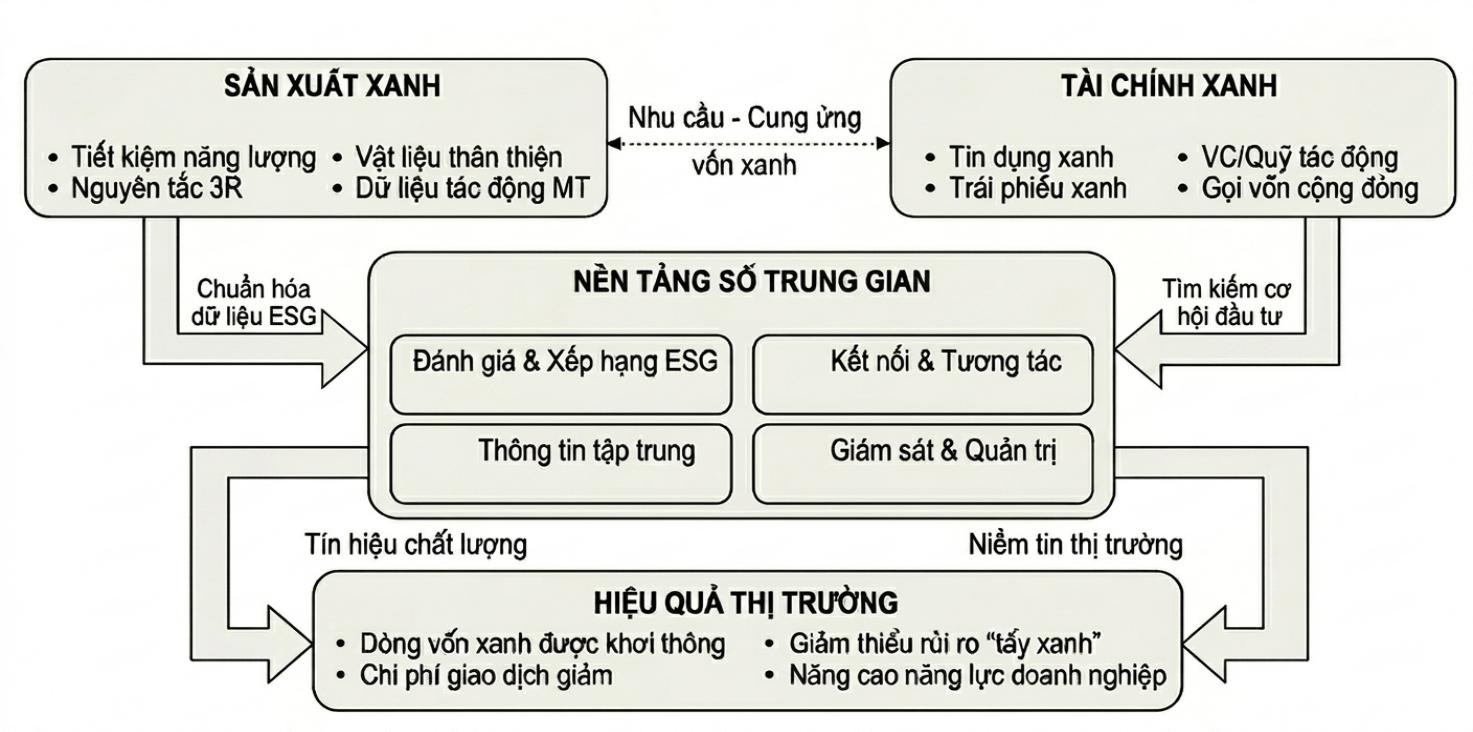 SẢN XUẤT XANH
• Tiết kiệm năng lượng
• Vật liệu thân thiện
• Nguyên tắc 3R
• Dữ liệu tác động MT
Nhu cầu - Cung ứng
vốn xanh
TÀI CHÍNH XANH
• Tin dụng xanh
• VC/Quỹ tác động
• Trái phiếu xanh
• Gọi vốn cộng đỏng
Chuẩn hóa
dữ liệu ESG
NỀN TẢNG SỐ TRUNG GIAN
Tìm kiếm cơ
hội đầu tư
Đánh giá & Xếp hạng ESG
Kết nối & Tương tác
Thông tin tập trung
Giám sát & Quản trị
Tín hiệu chất lượng
Niềm tin thị trường
HIỆU QUẢ THỊ TRƯỜNG
• Dòng vốn xanh được khơi thông
• Giảm thiểu rủi ro “tẩy xanh”
• Chi phí giao dịch giảm
• Năng cao năng lực doanh nghiệp